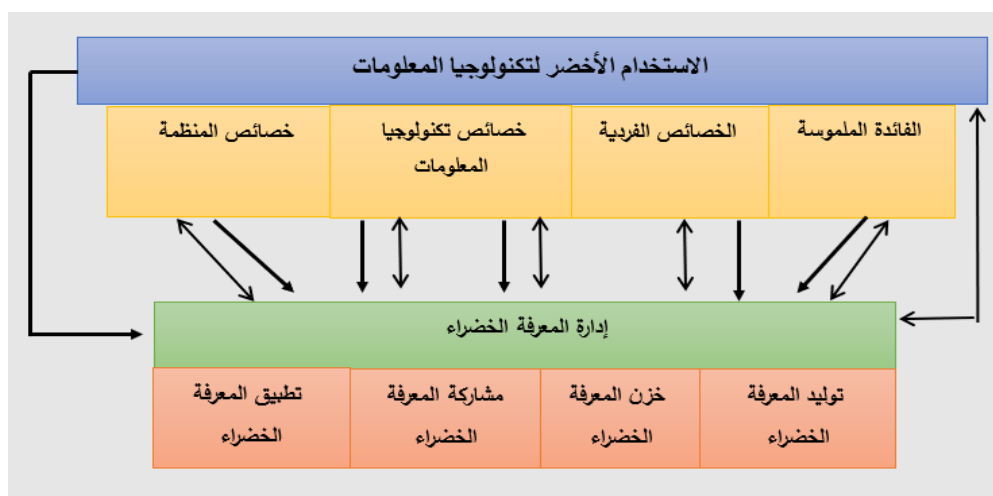 الاستخدام الأخضر لتكنولوجيا المعلومات
الفائدة الملموسة
الخصائص الفردية
خصائص تكنولوجيا
المعلومات
خصائص المنظمة
إدارة المعرفة الخضراء
توليد المعرفة
الخضراء
خزن المعرفة
الخضراء
مشاركة المعرفة
الخضراء
تطبيق المعرفة
الخضراء